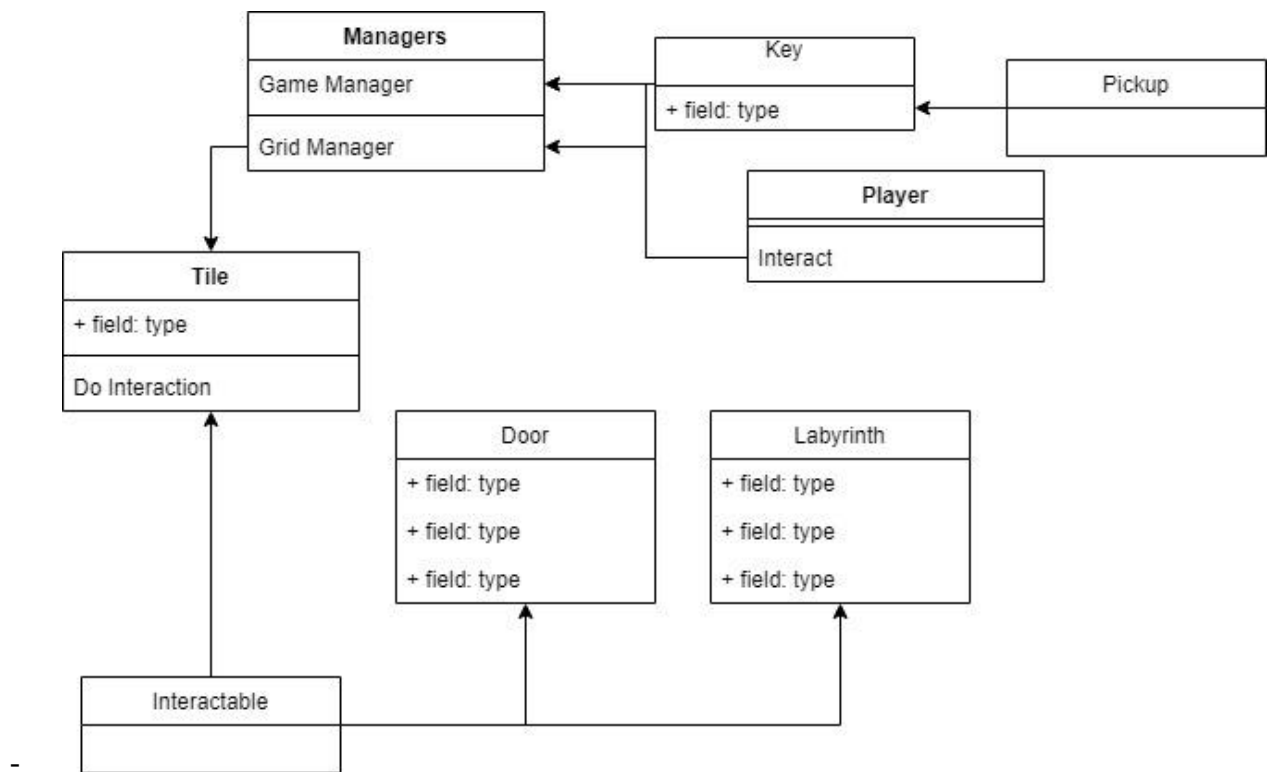 Managers
Game Manager
Grid Manager
Key
+ field: type
Pickup
Player
Interact
Tile
+ field: type
Do Interaction
Door
+ field: type
+ field: type
+ field: type
Labyrinth
+ field: type
+ field: type
+ field: type
Interactable
-